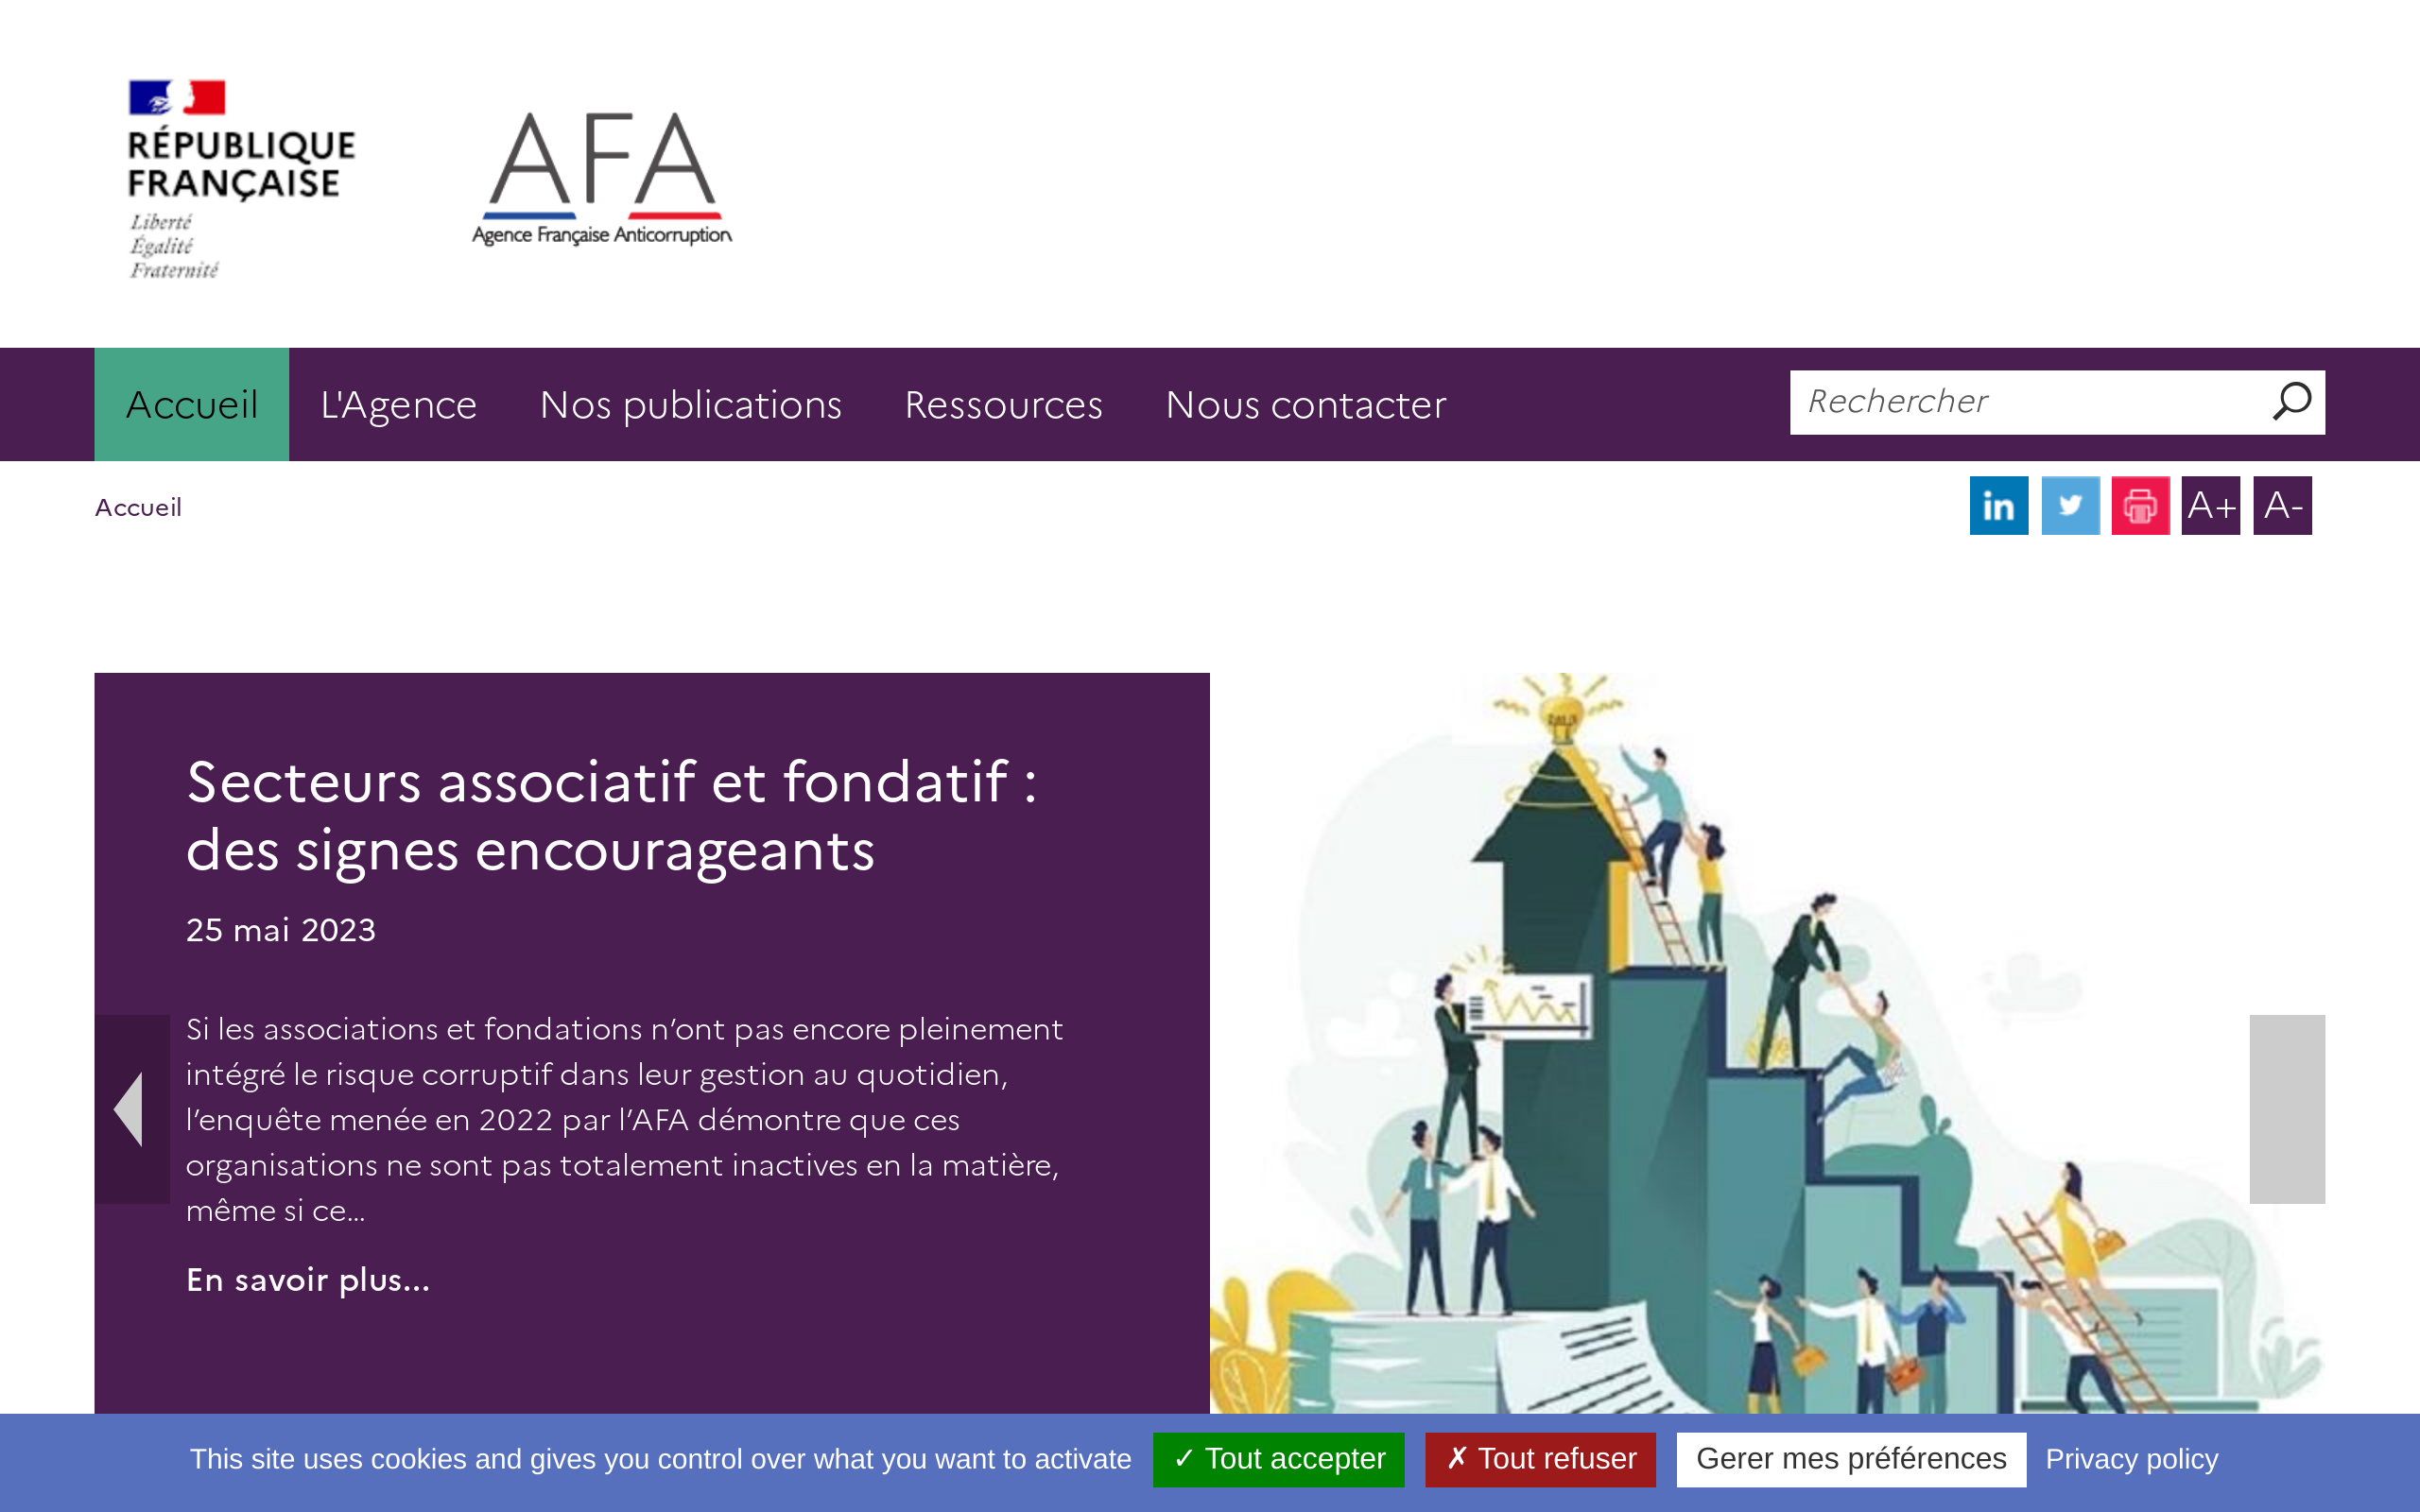 RÉPUBLIQUE
FRANÇAISE
Liberté
Égalité
Fraternité
AFA
Agence Française Anticorruption
Accueil
L'Agence
Nos publications
Ressources
Nous contacter
Rechercher
Accueil
in
A+
A-
Secteurs associatif et fondatif :
des signes encourageants
25 mai 2023
Si les associations et fondations n’ont pas encore pleinement
intégré le risque corruptif dans leur gestion au quotidien,
l’enquête menée en 2022 par l’AFA démontre que ces
organisations ne sont pas totalement inactives en la matière,
même si ce...
En savoir plus...
This site uses cookies and gives you control over what you want to activate
✓ Tout accepter
✗ Tout refuser
Gerer mes préférences
Privacy policy